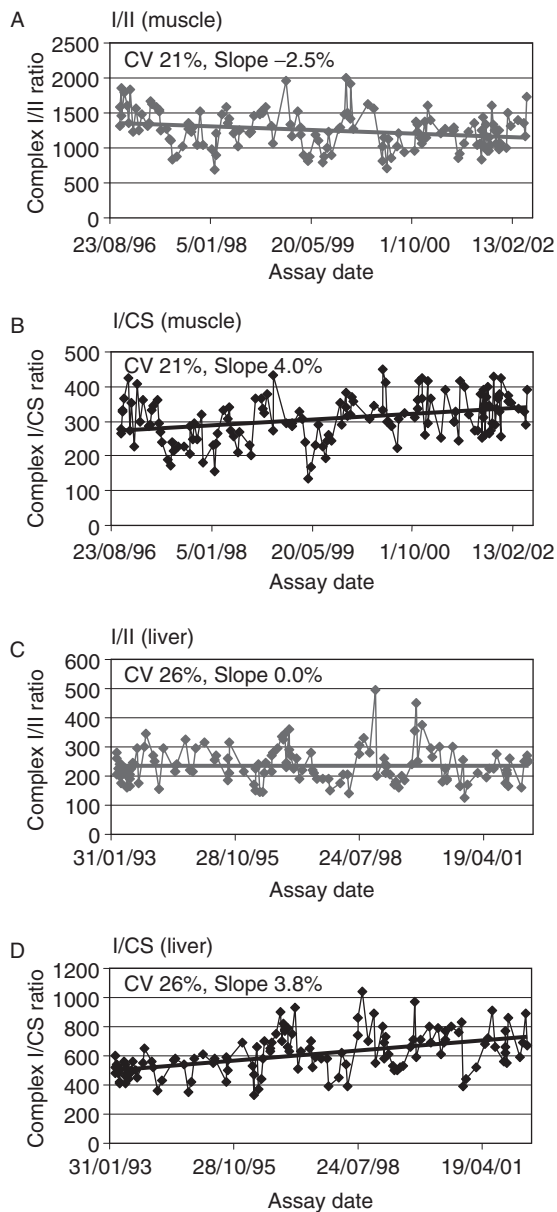 A
I/II (muscle)
CV 21%, Slope –2.5%
Complex I/II ratio
2500
2000
1500
1000
500
0
23/08/96 5/01/98 20/05/99 1/10/00 13/02/02
Assay date
B
I/CS (muscle)
CV 21%, Slope 4.0%
Complex I/CS ratio
500
400
300
200
100
0
23/08/96 5/01/98 20/05/99 1/10/00 13/02/02
Assay date
C
I/II (liver)
CV 26%, Slope 0.0%
Complex I/II ratio
600
500
400
300
200
100
0
31/01/93 28/10/95 24/07/98 19/04/01
Assay date
D
I/CS (liver)
CV 26%, Slope 3.8%
Complex I/CS ratio
1200
1000
800
600
400
200
0
31/01/93 28/10/95 24/07/98 19/04/01
Assay date